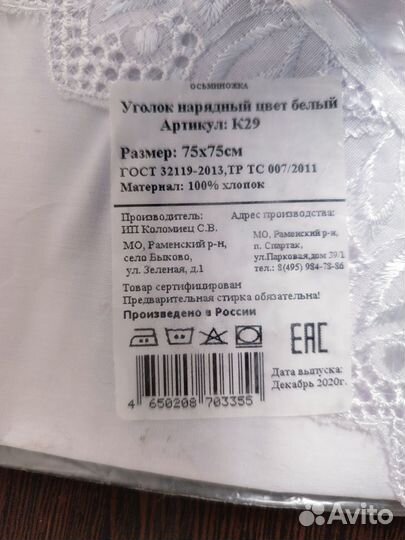 ОСЬМИНОЖКА
Уголок нарядный цвет белый
Артикул: К29
Размер: 75х75см
ГОСТ 32119-2013,ТР ТС 007/2011
Материал: 100% хлопок
Производитель:
ИП Коломиец С.В.
МО, Раменский р-н,
село Быково,
ул. Зеленая, д.1
Адрес производства:
МО, Раменский р-н,
п. Спартак,
ул.Парковая,дом 39/1
тел.: 8(495) 984-78-86
Товар сертифицирован
Предварительная стирка обязательна!
Произведено в России
EAC
4 650208 703355
Дата выпуска:
Декабрь 2020г.
Avito